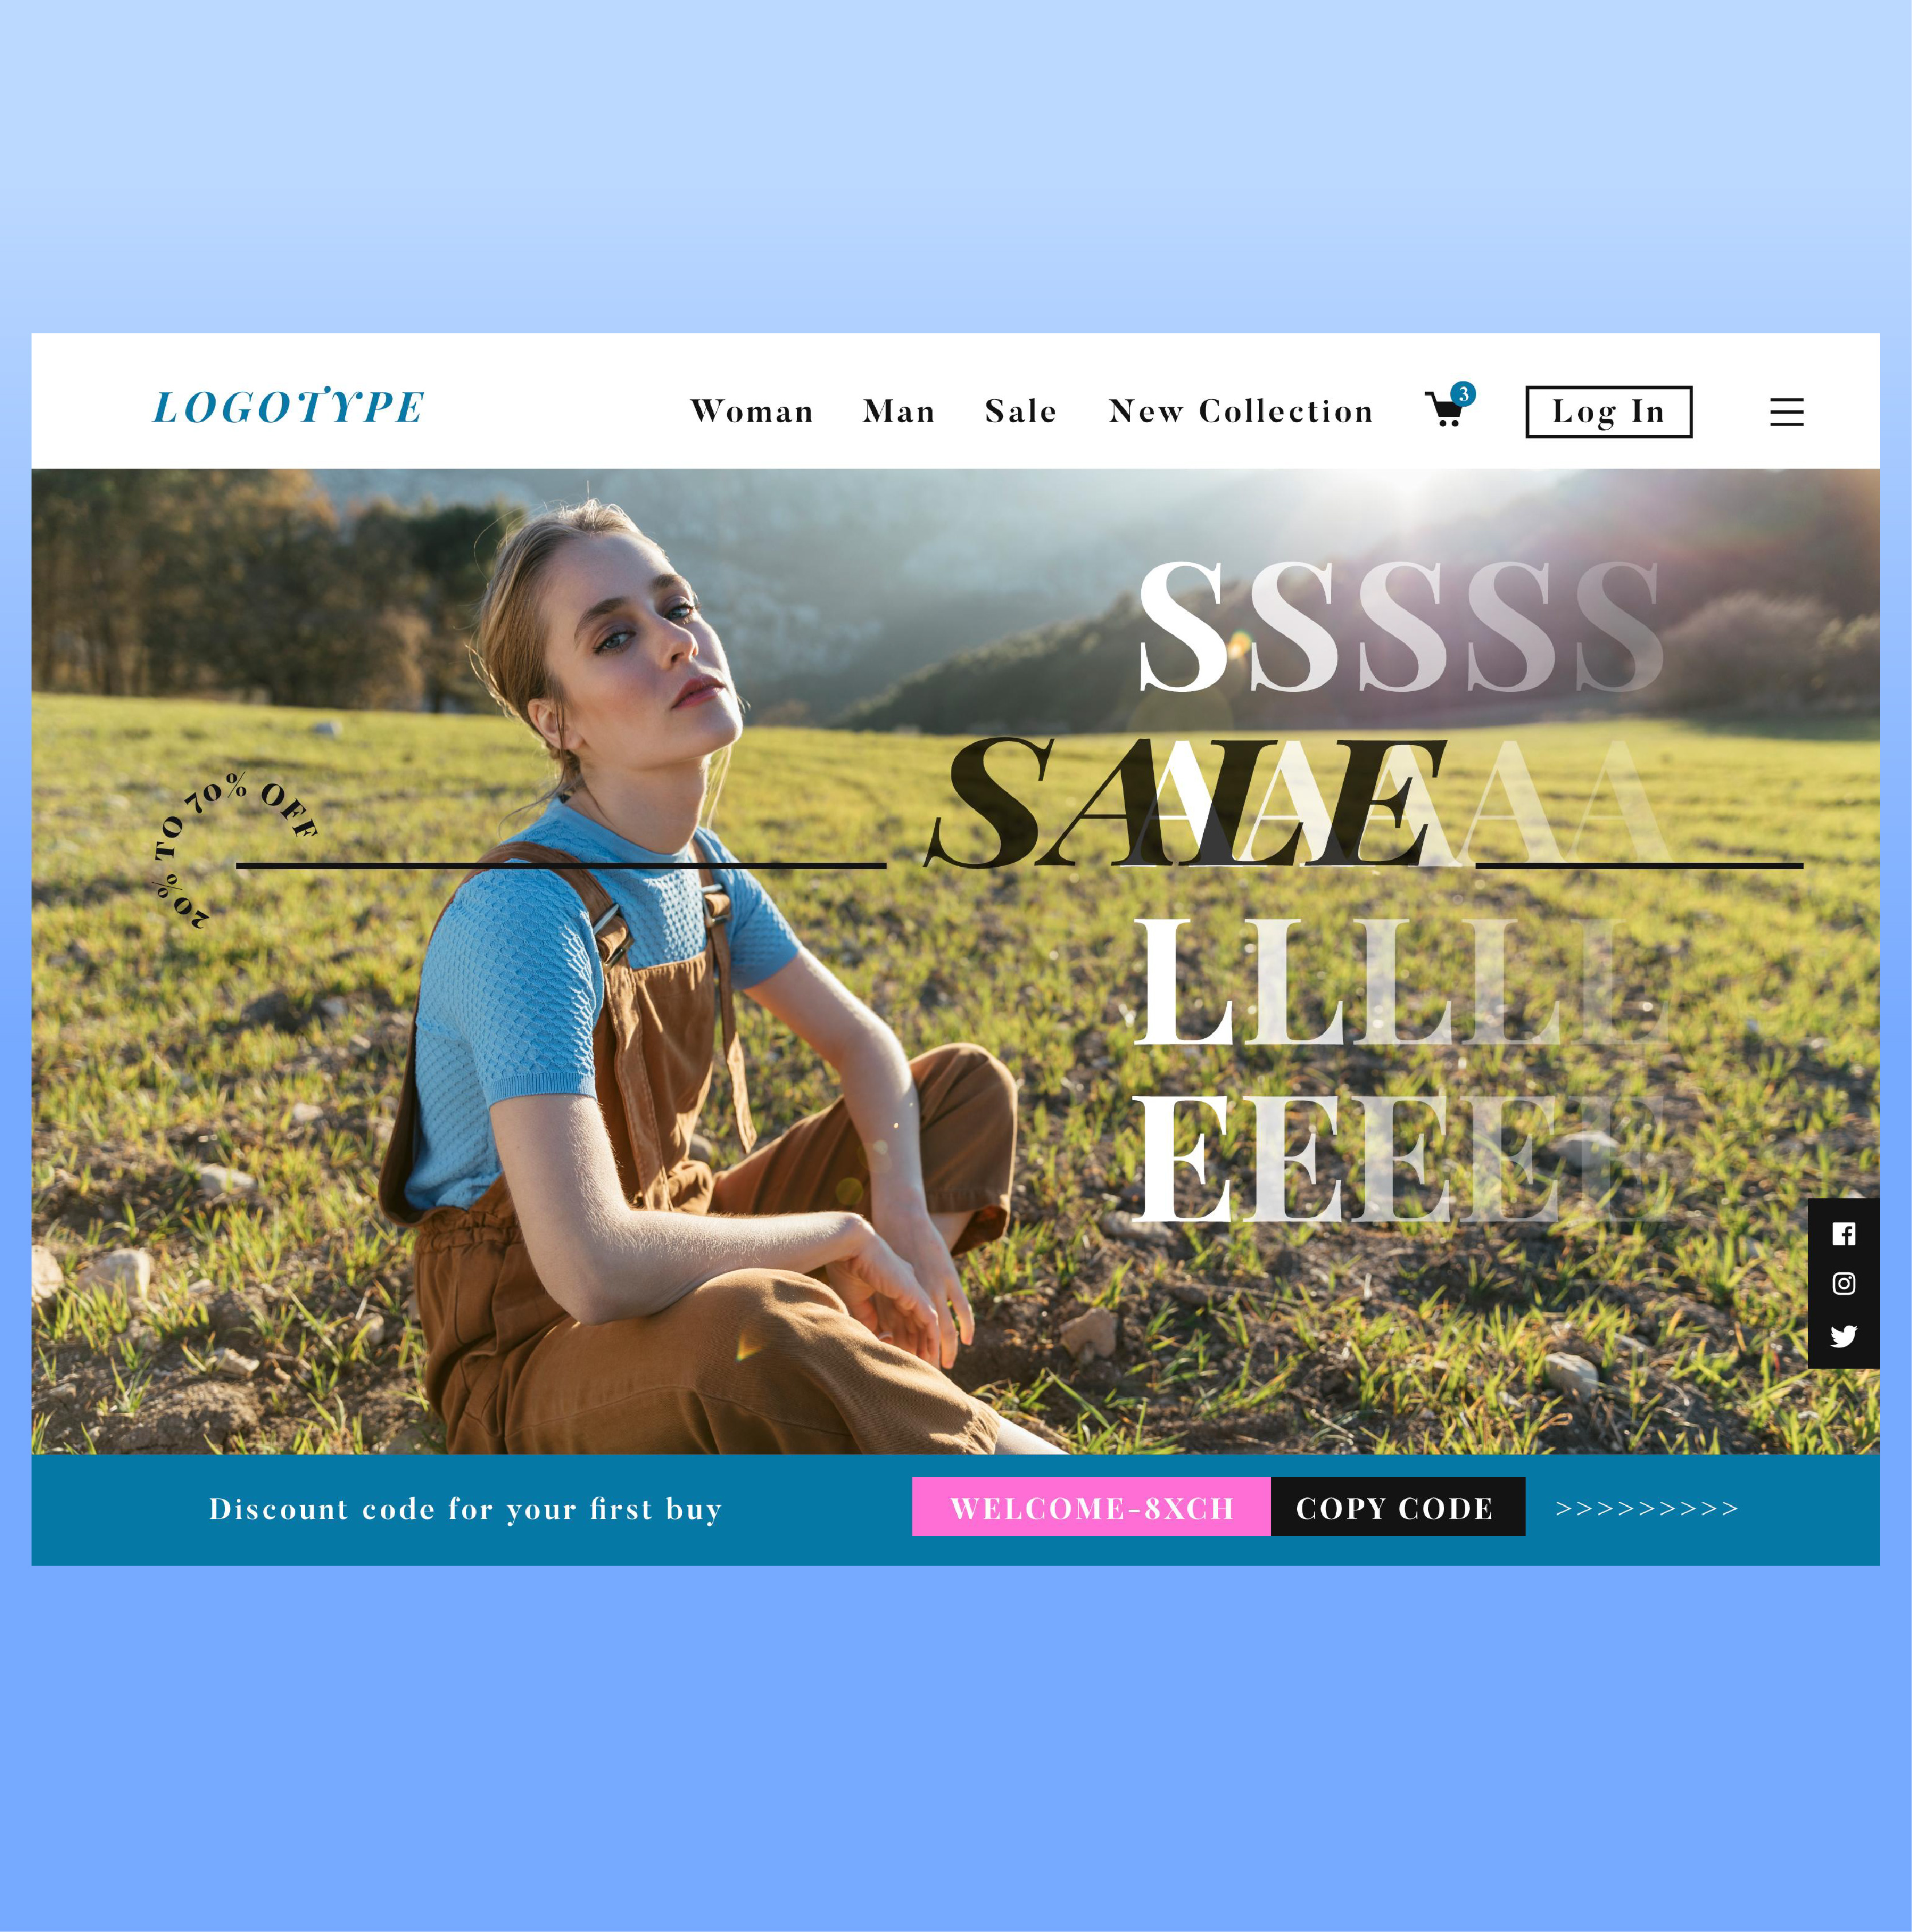 LOGOTYPE
Woman Man Sale New Collection 3 Log In
SSSSS
20% TO 70% OFF
SALE
AAAAA
LLLLL
EEEEE
Discount code for your first buy WELCOME-8XCH COPY CODE >>>>>>>>>